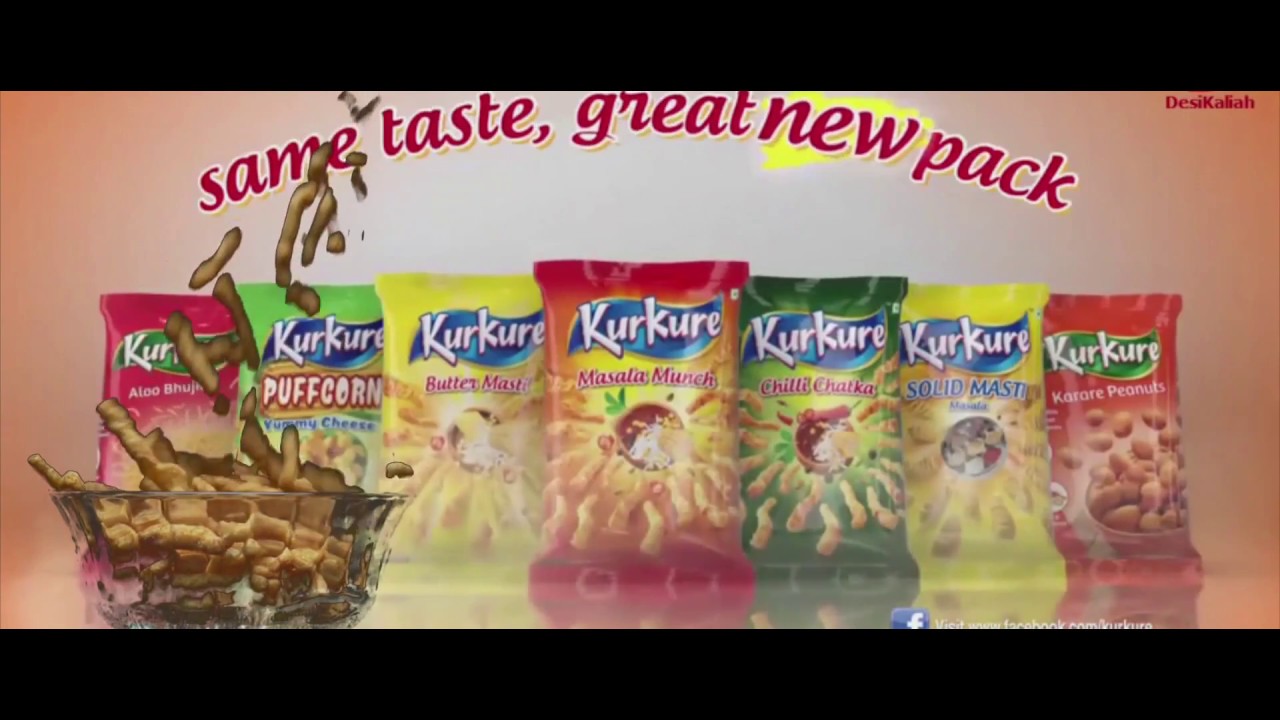 DesiKaliah
same taste, great new pack
Kurkure
Aloo Bhuj
Kurkure
PUFFCORN
Yummy Cheese
Kurkure
Butter Masti
Kurkure
Masala Munch
Kurkure
Chilli Chatka
Kurkure
SOLID MASTI
Masala
Kurkure
Karare Peanuts
f Visit www.facebook.com/kurkure